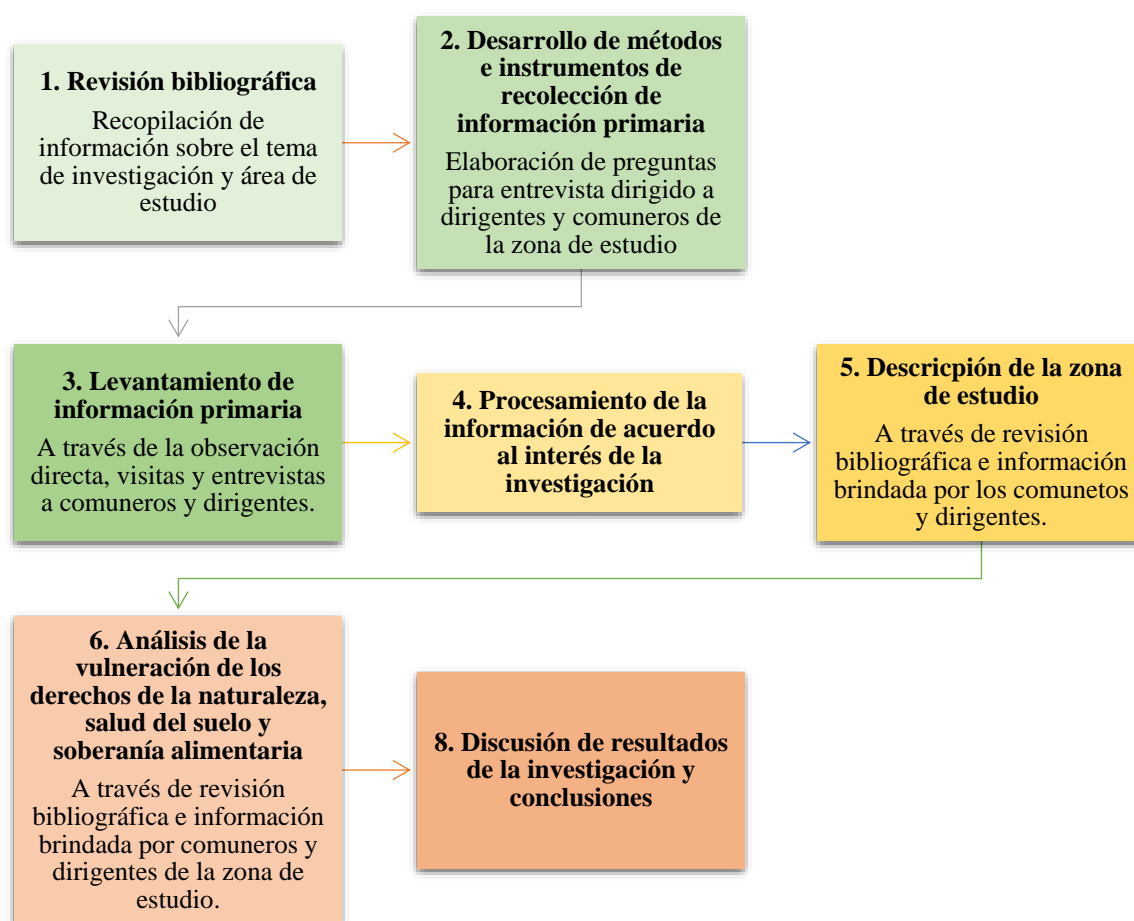 1. Revisión bibliográfica
Recopilación de
información sobre el tema
de investigación y área de
estudio
2. Desarrollo de métodos
e instrumentos de
recolección de
información primaria
Elaboración de preguntas
para entrevista dirigido a
dirigentes y comuneros de
la zona de estudio
3. Levantamiento de
información primaria
A través de la observación
directa, visitas y entrevistas
a comuneros y dirigentes.
4. Procesamiento de la
información de acuerdo
al interés de la
investigación
5. Descricpión de la zona
de estudio
A través de revisión
bibliográfica e información
brindada por los comunetos
y dirigentes.
6. Análisis de la
vulneración de los
derechos de la naturaleza,
salud del suelo y
soberanía alimentaria
A través de revisión
bibliográfica e información
brindada por comuneros y
dirigentes de la zona de
estudio.
8. Discusión de resultados
de la investigación y
conclusiones